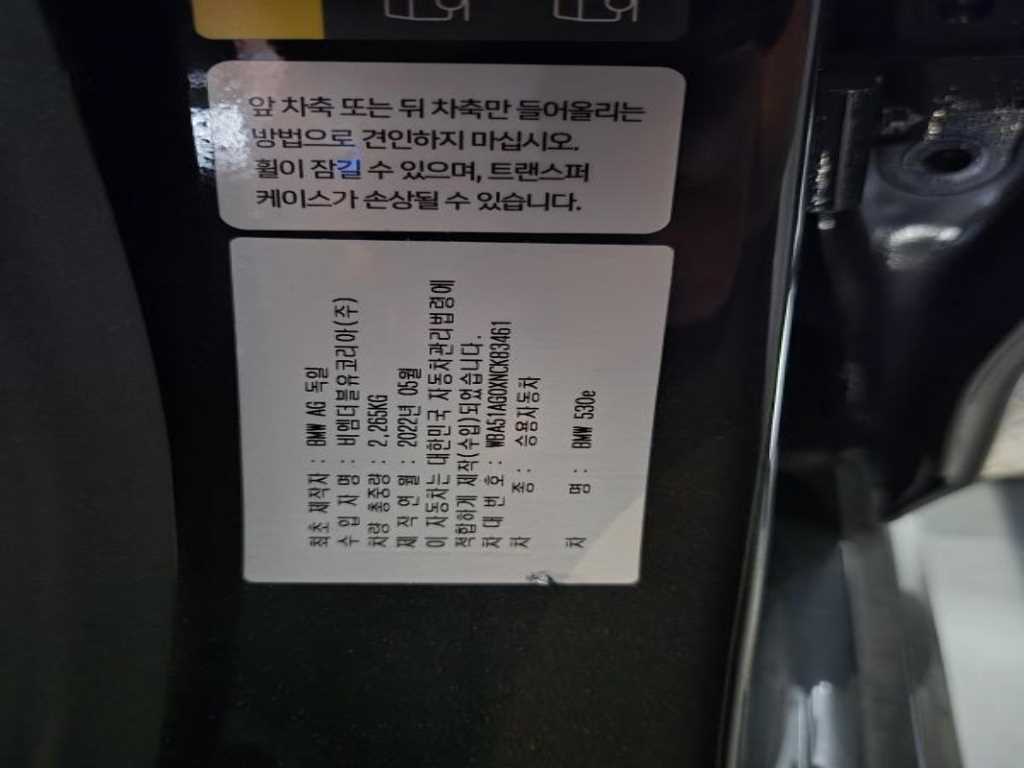 앞 차축 또는 뒤 차축만 들어올리는
방법으로 견인하지 마십시오.
휠이 잠길 수 있으며, 트랜스퍼
케이스가 손상될 수 있습니다.
최초 제작자 : BMW AG 독일
수 입 자 명 : 비엠더블유코리아(주)
차량 총중량 : 2,265KG
제 작 연 월 : 2022년 05월
이 자동차는 대한민국 자동차관리법령에
적합하게 제작(수입)되었습니다.
차 대 번 호 : WBA51AG0XNCK83461
차 종 : 승용자동차
차 명 : BMW 530e